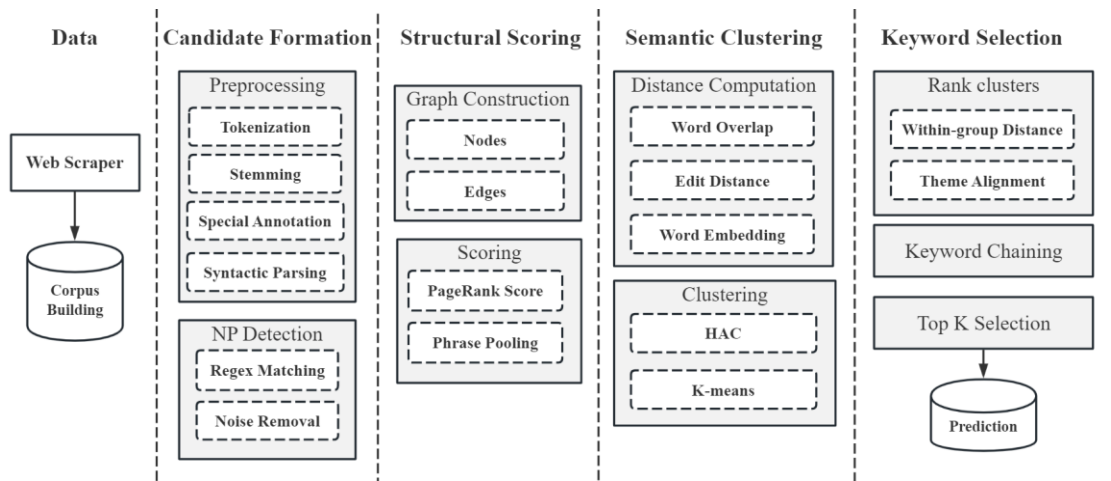 Data
Web Scraper
Corpus
Building
Candidate Formation
Preprocessing
Tokenization
Stemming
Special Annotation
Syntactic Parsing
NP Detection
Regex Matching
Noise Removal
Structural Scoring
Graph Construction
Nodes
Edges
Scoring
PageRank Score
Phrase Pooling
Semantic Clustering
Distance Computation
Word Overlap
Edit Distance
Word Embedding
Clustering
HAC
K-means
Keyword Selection
Rank clusters
Within-group Distance
Theme Alignment
Keyword Chaining
Top K Selection
Prediction